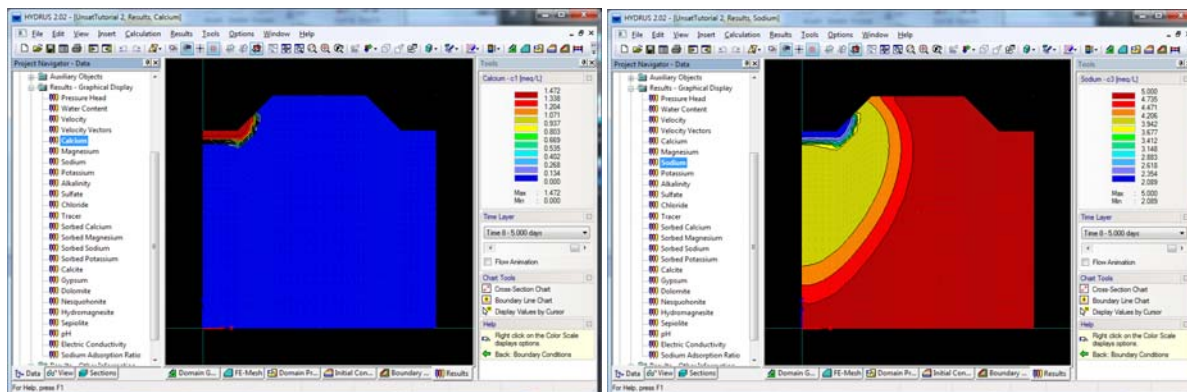 HYDRUS 2.02 - [UnsatTutorial 2, Results, Calcium]
File Edit View Insert Calculation Results Tools Options Window Help
Project Navigator - Data
Auxiliary Objects
Results - Graphical Display
Pressure Head
Water Content
Velocity
Velocity Vectors
Calcium
Magnesium
Sodium
Potassium
Alkalinity
Sulfate
Chloride
Tracer
Sorbed Calcium
Sorbed Magnesium
Sorbed Sodium
Sorbed Potassium
Calcite
Gypsum
Dolomite
Nesquohonite
Hydromagnesite
Sepiolite
pH
Electric Conductivity
Sodium Adsorption Ratio
Data View Sections
Domain G... FE-Mesh Domain Pr... Initial Con... Boundary ... Results
For Help, press F1
Tools
Calcium - c1 [meq/L]
1.472
1.338
1.204
1.071
0.937
0.803
0.669
0.535
0.402
0.268
0.134
0.000
Max : 1.472
Min : 0.000
Time Layer
Time 8 - 5.000 days
Flow Animation
Chart Tools
Cross-Section Chart
Boundary Line Chart
Display Values by Cursor
Help
Right click on the Color Scale
displays options.
Back: Boundary Conditions
HYDRUS 2.02 - [UnsatTutorial 2, Results, Sodium]
File Edit View Insert Calculation Results Tools Options Window Help
Project Navigator - Data
Auxiliary Objects
Results - Graphical Display
Pressure Head
Water Content
Velocity
Velocity Vectors
Calcium
Magnesium
Sodium
Potassium
Alkalinity
Sulfate
Chloride
Tracer
Sorbed Calcium
Sorbed Magnesium
Sorbed Sodium
Sorbed Potassium
Calcite
Gypsum
Dolomite
Nesquohonite
Hydromagnesite
Sepiolite
pH
Electric Conductivity
Sodium Adsorption Ratio
Data View Sections
Domain G... FE-Mesh Domain Pr... Initial Con... Boundary ... Results
For Help, press F1
Tools
Sodium - c3 [meq/L]
5.000
4.735
4.471
4.206
3.942
3.677
3.412
3.148
2.883
2.618
2.354
2.089
Max : 5.000
Min : 2.089
Time Layer
Time 8 - 5.000 days
Flow Animation
Chart Tools
Cross-Section Chart
Boundary Line Chart
Display Values by Cursor
Help
Right click on the Color Scale
displays options.
Back: Boundary Conditions